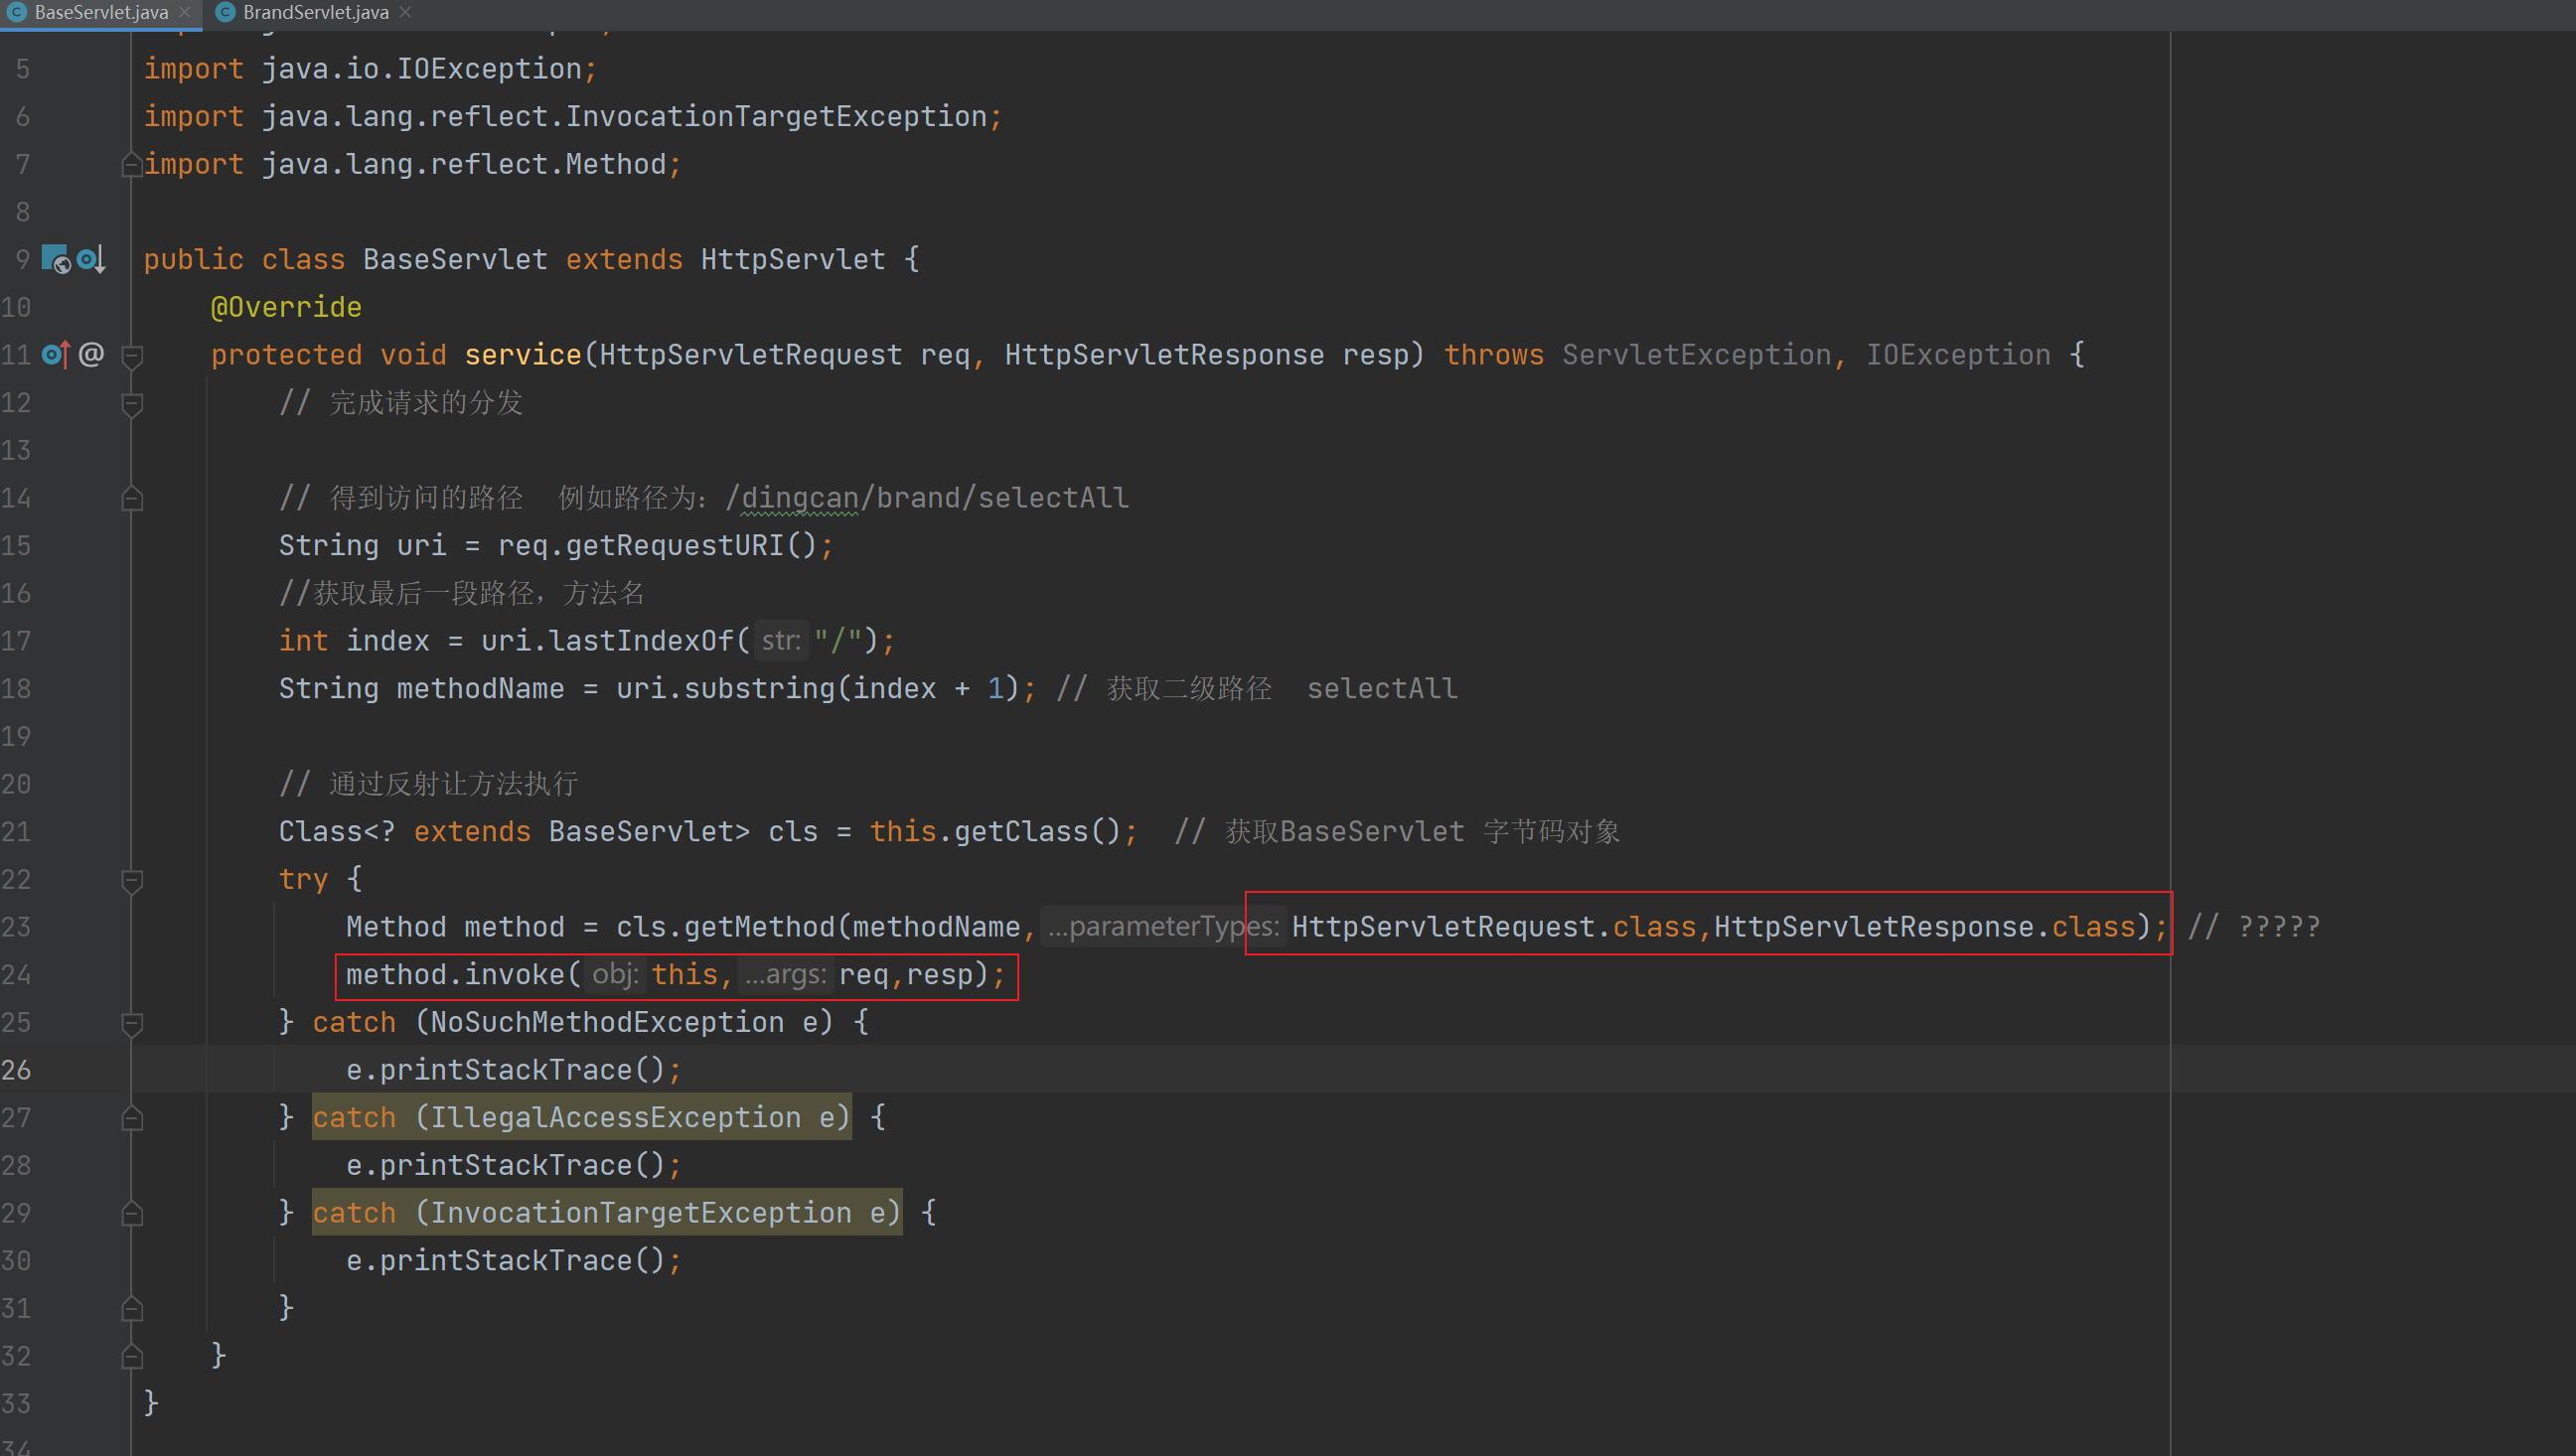 BaseServlet.java × BrandServlet.java ×
5 import java.io.IOException;
6 import java.lang.reflect.InvocationTargetException;
7 import java.lang.reflect.Method;
8
9 public class BaseServlet extends HttpServlet {
10 @Override
11 @ protected void service(HttpServletRequest req, HttpServletResponse resp) throws ServletException, IOException {
12 // 完成请求的分发
13
14 // 得到访问的路径 例如路径为：/dingcan/brand/selectAll
15 String uri = req.getRequestURI();
16 //获取最后一段路径，方法名
17 int index = uri.lastIndexOf( str: "/");
18 String methodName = uri.substring(index + 1); // 获取二级路径 selectAll
19
20 // 通过反射让方法执行
21 Class<? extends BaseServlet> cls = this.getClass(); // 获取BaseServlet 字节码对象
22 try {
23 Method method = cls.getMethod(methodName, ...parameterTypes: HttpServletRequest.class,HttpServletResponse.class); // ?????
24 method.invoke( obj: this, ...args: req,resp);
25 } catch (NoSuchMethodException e) {
26 e.printStackTrace();
27 } catch (IllegalAccessException e) {
28 e.printStackTrace();
29 } catch (InvocationTargetException e) {
30 e.printStackTrace();
31 }
32 }
33 }
34